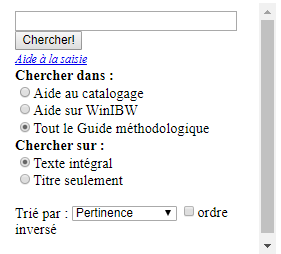 Chercher!
Aide à la saisie
Chercher dans :
Aide au catalogage
Aide sur WinIBW
Tout le Guide méthodologique
Chercher sur :
Texte intégral
Titre seulement
Trié par : Pertinence ordre
inversé